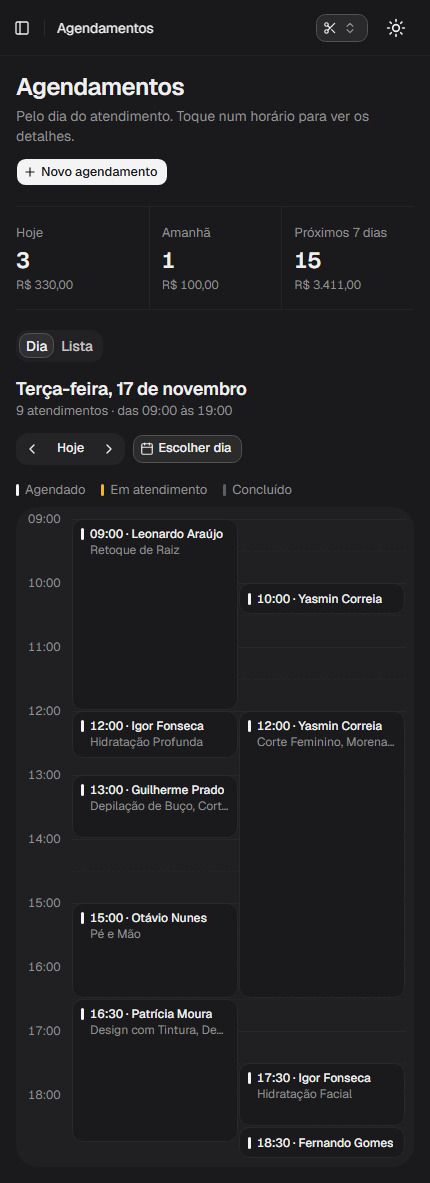 Agendamentos
Agendamentos
Pelo dia do atendimento. Toque num horário para ver os
detalhes.
+ Novo agendamento
Hoje
3
R$ 330,00
Amanhã
1
R$ 100,00
Próximos 7 dias
15
R$ 3.411,00
Dia Lista
Terça-feira, 17 de novembro
9 atendimentos · das 09:00 às 19:00
Hoje
Escolher dia
Agendado Em atendimento Concluído
09:00
09:00 · Leonardo Araújo
Retoque de Raiz
10:00
10:00 · Yasmin Correia
11:00
12:00
12:00 · Igor Fonseca
Hidratação Profunda
12:00 · Yasmin Correia
Corte Feminino, Morena...
13:00
13:00 · Guilherme Prado
Depilação de Buço, Cort...
14:00
15:00
15:00 · Otávio Nunes
Pé e Mão
16:00
16:30 · Patrícia Moura
Design com Tintura, De...
17:00
17:30 · Igor Fonseca
Hidratação Facial
18:00
18:30 · Fernando Gomes